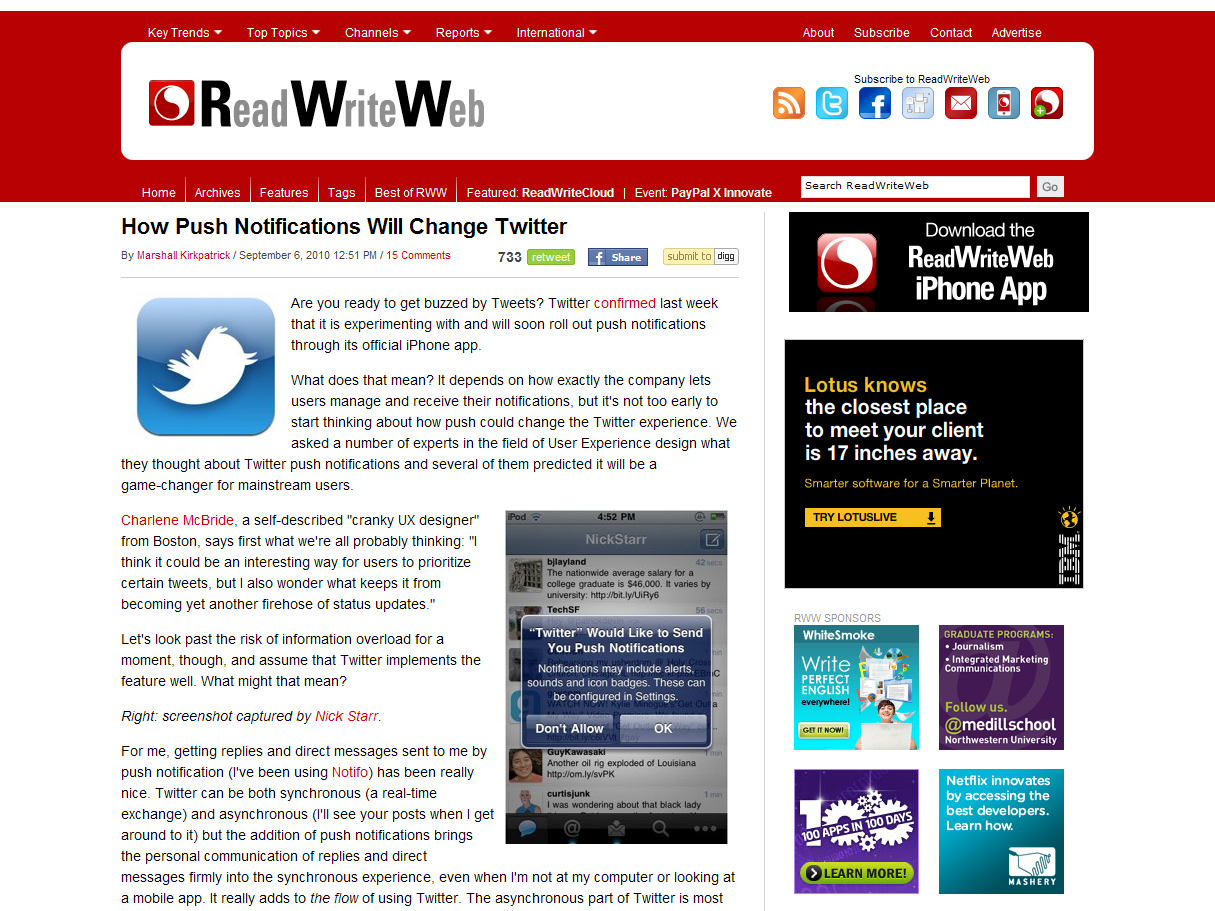 Key Trends Top Topics Channels Reports International About Subscribe Contact Advertise
Subscribe to ReadWriteWeb
ReadWriteWeb
Home Archives Features Tags Best of RWW Featured: ReadWriteCloud | Event: PayPal X Innovate Search ReadWriteWeb Go
How Push Notifications Will Change Twitter
By Marshall Kirkpatrick / September 6, 2010 12:51 PM / 15 Comments 733 retweet f Share submit to digg
Are you ready to get buzzed by Tweets? Twitter confirmed last week
that it is experimenting with and will soon roll out push notifications
through its official iPhone app.
What does that mean? It depends on how exactly the company lets
users manage and receive their notifications, but it's not too early to
start thinking about how push could change the Twitter experience. We
asked a number of experts in the field of User Experience design what
they thought about Twitter push notifications and several of them predicted it will be a
game-changer for mainstream users.
Charlene McBride, a self-described "cranky UX designer"
from Boston, says first what we're all probably thinking: "I
think it could be an interesting way for users to prioritize
certain tweets, but I also wonder what keeps it from
becoming yet another firehose of status updates."
Let's look past the risk of information overload for a
moment, though, and assume that Twitter implements the
feature well. What might that mean?
Right: screenshot captured by Nick Starr.
For me, getting replies and direct messages sent to me by
push notification (I've been using Notifo) has been really
nice. Twitter can be both synchronous (a real-time
exchange) and asynchronous (I'll see your posts when I get
around to it) but the addition of push notifications brings
the personal communication of replies and direct
messages firmly into the synchronous experience, even when I'm not at my computer or looking at
a mobile app. It really adds to the flow of using Twitter. The asynchronous part of Twitter is most
iPod 4:52 PM
NickStarr
bjlayland 42 secs
The nationwide average salary for a
college graduate is $46,000. It varies by
university: http://bit.ly/UiRy6
TechSF 56 secs
"Twitter" Would Like to Send
You Push Notifications
Notifications may include alerts,
sounds and icon badges. These can
be configured in Settings.
Don't Allow OK
GuyKawasaki 1 min
Another oil rig exploded of Louisiana
http://om.ly/svPK
curtisjunk 1 min
I was wondering about that black lady
Download the
ReadWriteWeb
iPhone App
Lotus knows
the closest place
to meet your client
is 17 inches away.
Smarter software for a Smarter Planet.
TRY LOTUSLIVE
IBM
RWW SPONSORS
WhiteSmoke
Write
PERFECT
ENGLISH
everywhere!
GET IT NOW!
GRADUATE PROGRAMS:
• Journalism
• Integrated Marketing
Communications
Follow us.
@medillschool
Northwestern University
100
100 APPS IN 100 DAYS
LEARN MORE!
Netflix innovates
by accessing the
best developers.
Learn how.
MASHERY